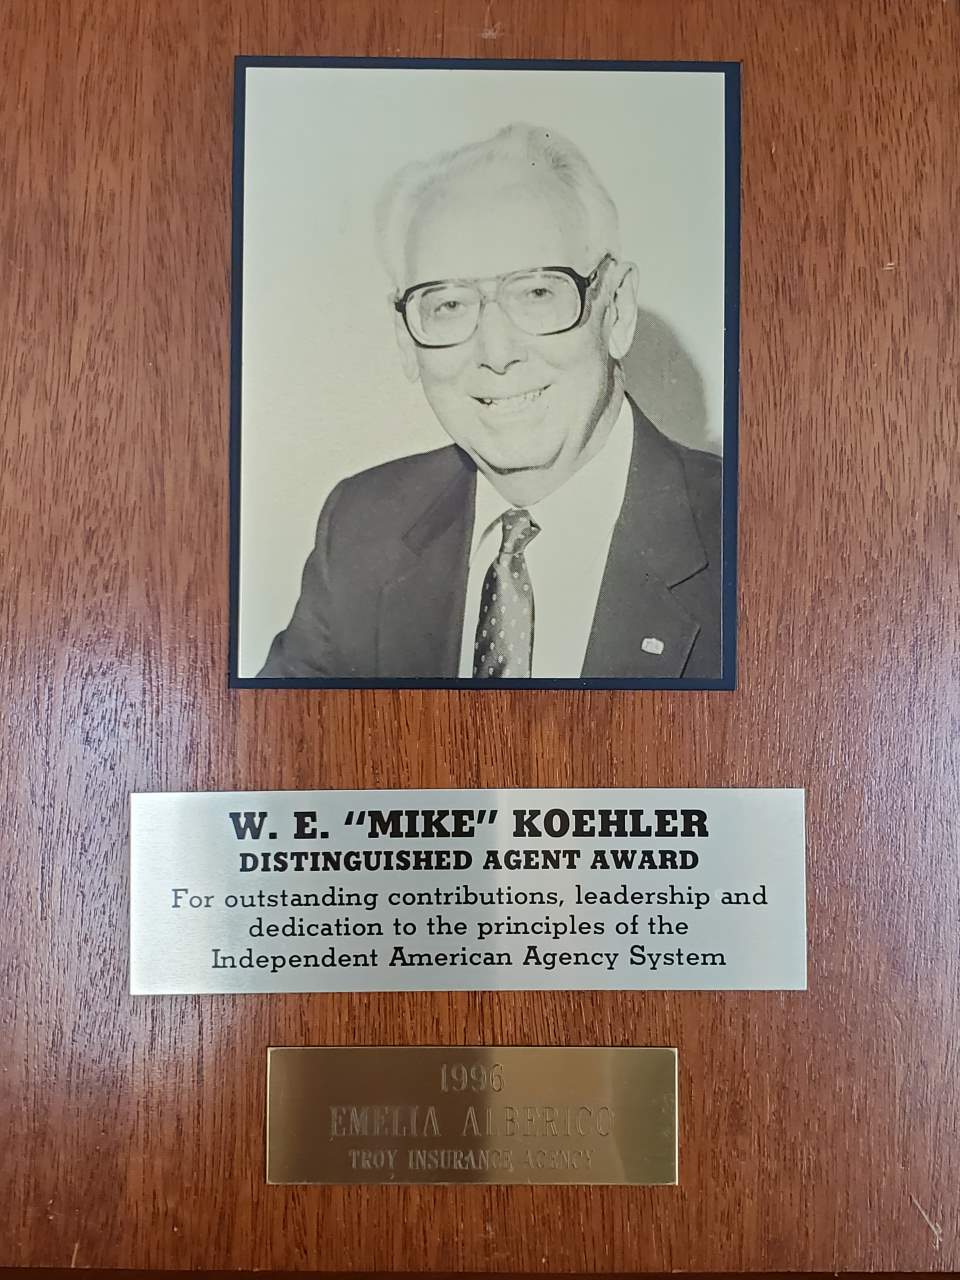 W. E. "MIKE" KOEHLER
DISTINGUISHED AGENT AWARD
For outstanding contributions, leadership and
dedication to the principles of the
Independent American Agency System
1996
EMELIA ALBERICO
TROY INSURANCE AGENCY